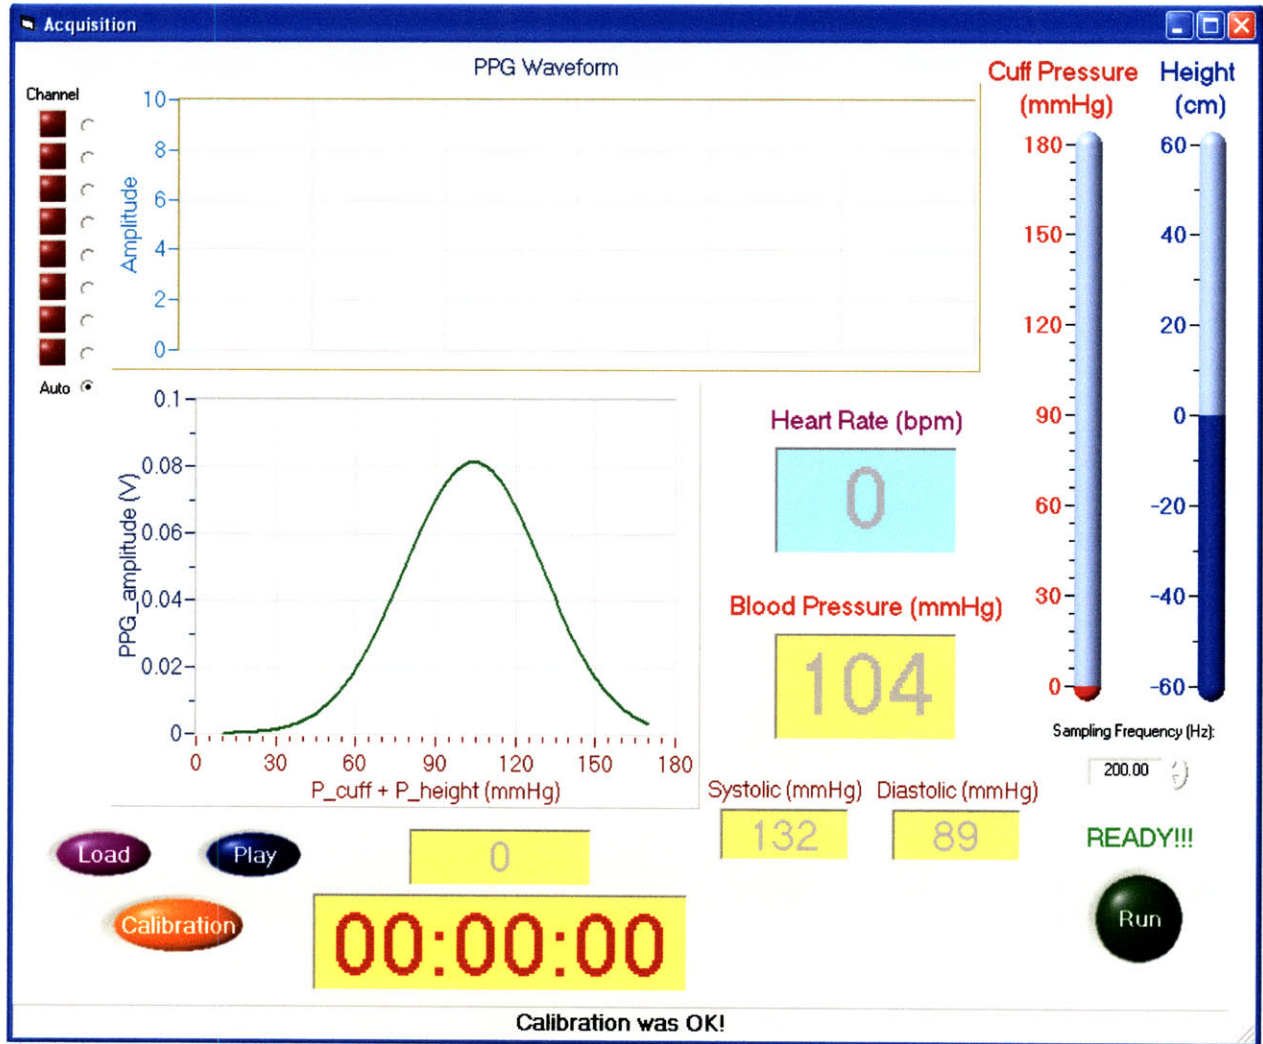 Acquisition
PPG Waveform
Channel
Auto
Amplitude
10
8
6
4
2
0
Cuff Pressure
(mmHg)
180
150
120
90
60
30
0
Height
(cm)
60
40
20
0
-20
-40
-60
PPG_amplitude (V)
0.1
0.08
0.06
0.04
0.02
0
0 30 60 90 120 150 180
P_cuff + P_height (mmHg)
Heart Rate (bpm)
0
Blood Pressure (mmHg)
104
Systolic (mmHg) Diastolic (mmHg)
132 89
Sampling Frequency (Hz):
200.00
READY!!!
Run
Load Play
0
Calibration
00:00:00
Calibration was OK!